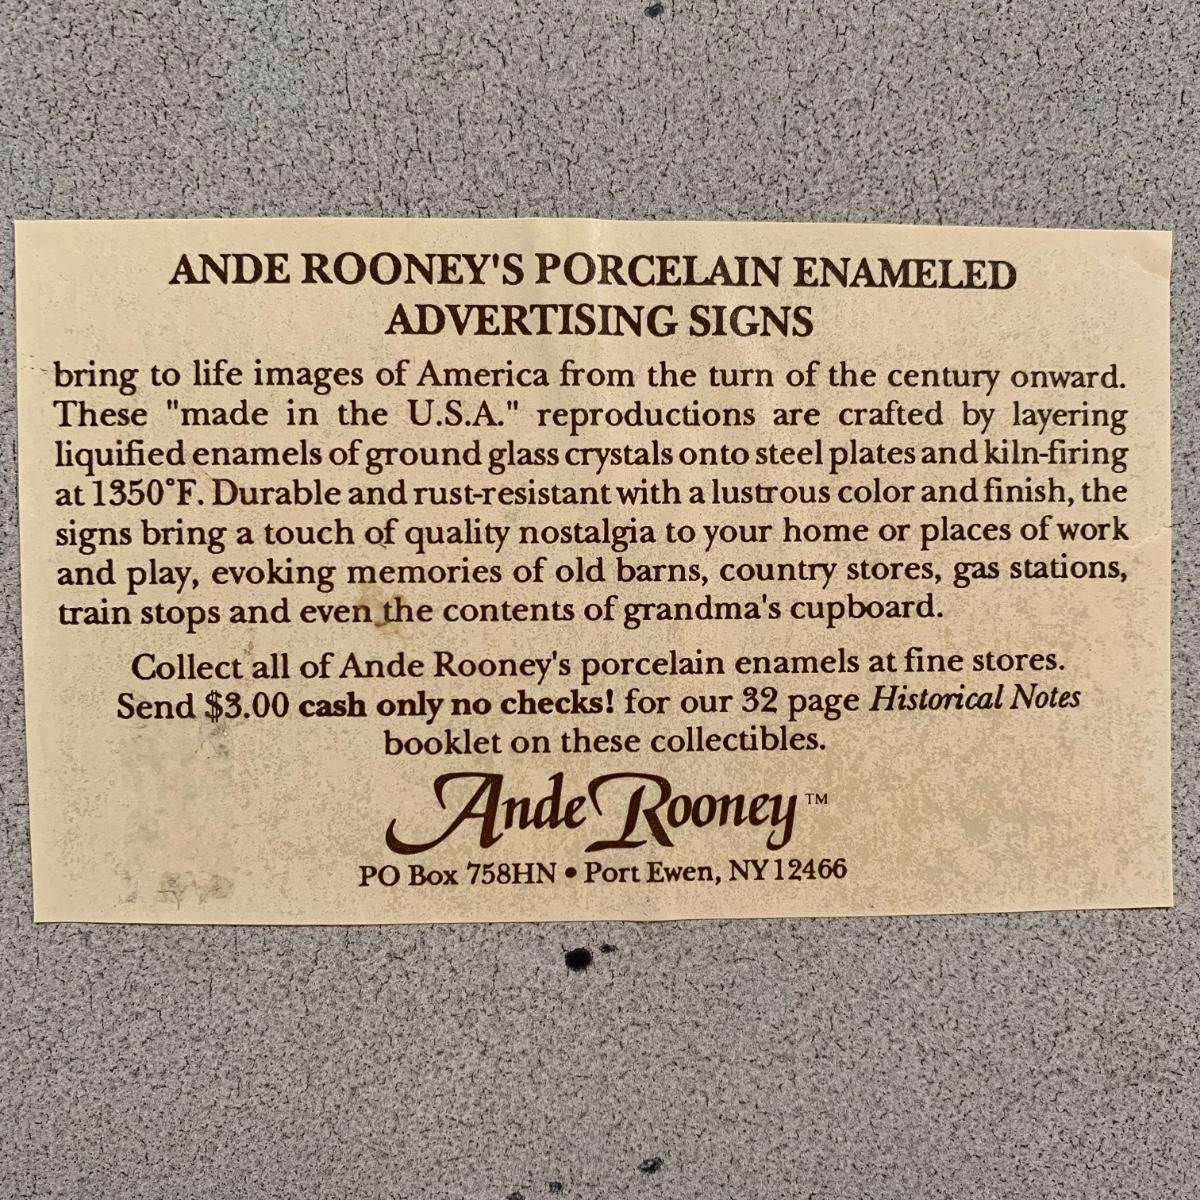 ANDE ROONEY'S PORCELAIN ENAMELED
ADVERTISING SIGNS
bring to life images of America from the turn of the century onward.
These "made in the U.S.A." reproductions are crafted by layering
liquified enamels of ground glass crystals onto steel plates and kiln-firing
at 1350°F. Durable and rust-resistant with a lustrous color and finish, the
signs bring a touch of quality nostalgia to your home or places of work
and play, evoking memories of old barns, country stores, gas stations,
train stops and even the contents of grandma's cupboard.
Collect all of Ande Rooney's porcelain enamels at fine stores.
Send $3.00 cash only no checks! for our 32 page Historical Notes
booklet on these collectibles.
Ande Rooney™
PO Box 758HN • Port Ewen, NY 12466